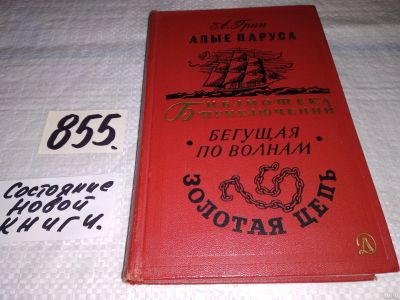 А. Грин
АЛЫЕ ПАРУСА
БИБЛИОТЕКА
ПРИКЛЮЧЕНИЙ
• БЕГУЩАЯ •
ПО ВОЛНАМ
ЗОЛОТАЯ ЦЕПЬ
855.
Состояние
новой
книги.